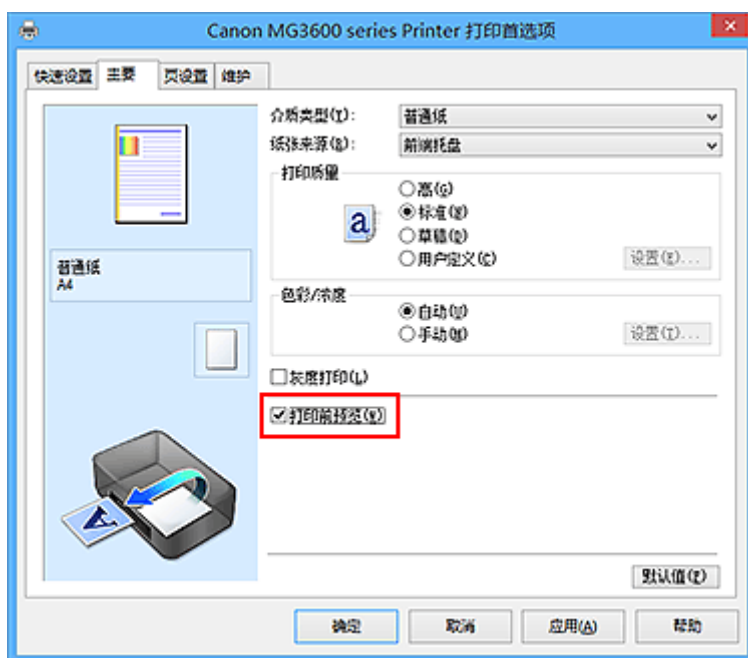 Canon MG3600 series Printer 打印首选项
快速设置 主要 页设置 维护
介质类型(T): 普通纸
纸张来源(B): 前端托盘
打印质量
高(G)
a
标准(N)
草稿(D)
用户定义(C) 设置(E)...
普通纸
A4
色彩/浓度
自动(U)
手动(M) 设置(T)...
灰度打印(L)
打印前预览(V)
A
默认值(F)
确定 取消 应用(A) 帮助